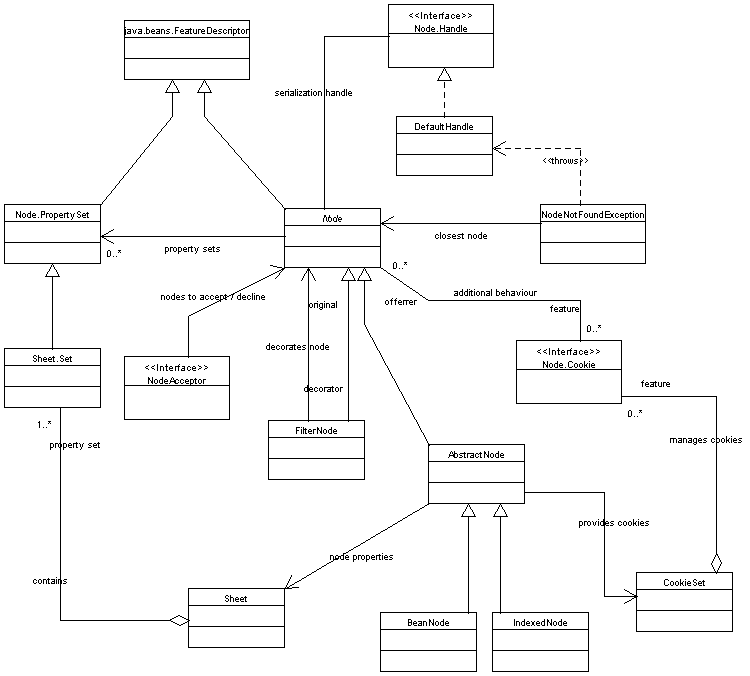 <<Interface>>
Node.Handle
java.beans.FeatureDescriptor
serialization handle
DefaultHandle
<<throws>>
Node.PropertySet
Node
NodeNotFoundException
closest node
property sets
0..*
0..*
nodes to accept / decline
original
offerrer
additional behaviour
feature
0..*
decorates node
<<Interface>>
Node.Cookie
Sheet.Set
<<Interface>>
NodeAcceptor
decorator
feature
0..*
1..*
property set
FilterNode
manages cookies
AbstractNode
provides cookies
node properties
contains
CookieSet
Sheet
BeanNode
IndexedNode